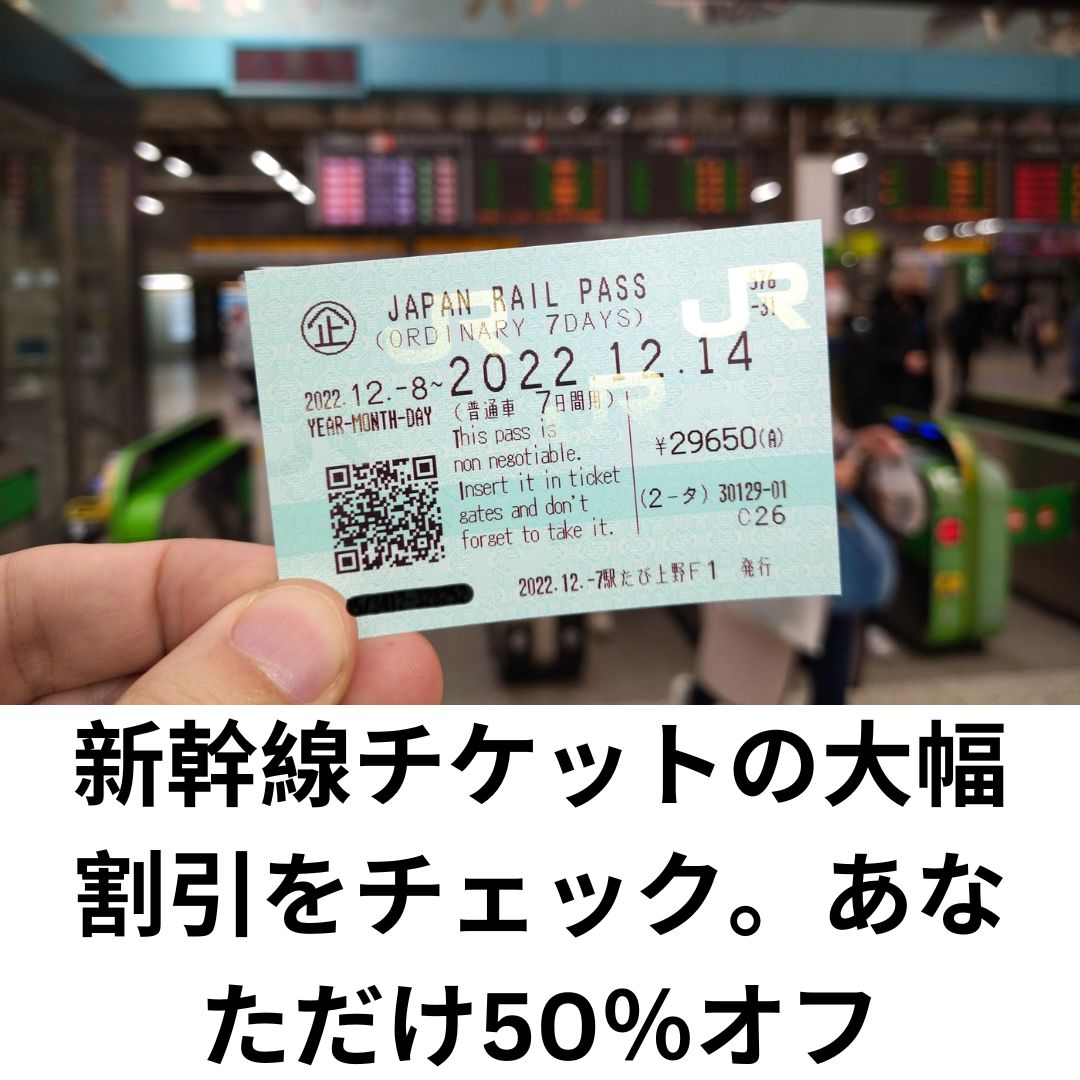 JAPAN RAIL PASS
576
-31
(ORDINARY 7DAYS)
JR
2022.12.-8~2022.12.14
YEAR-MONTH-DAY
(普通車 7日間用)
This pass is
non negotiable.
Insert it in ticket
gates and don't
forget to take it.
¥29650(A)
(2-タ) 30129-01
C26
2022.12.-7駅たび上野F1 発行
新幹線チケットの大幅
割引をチェック。あな
ただけ50%オフ